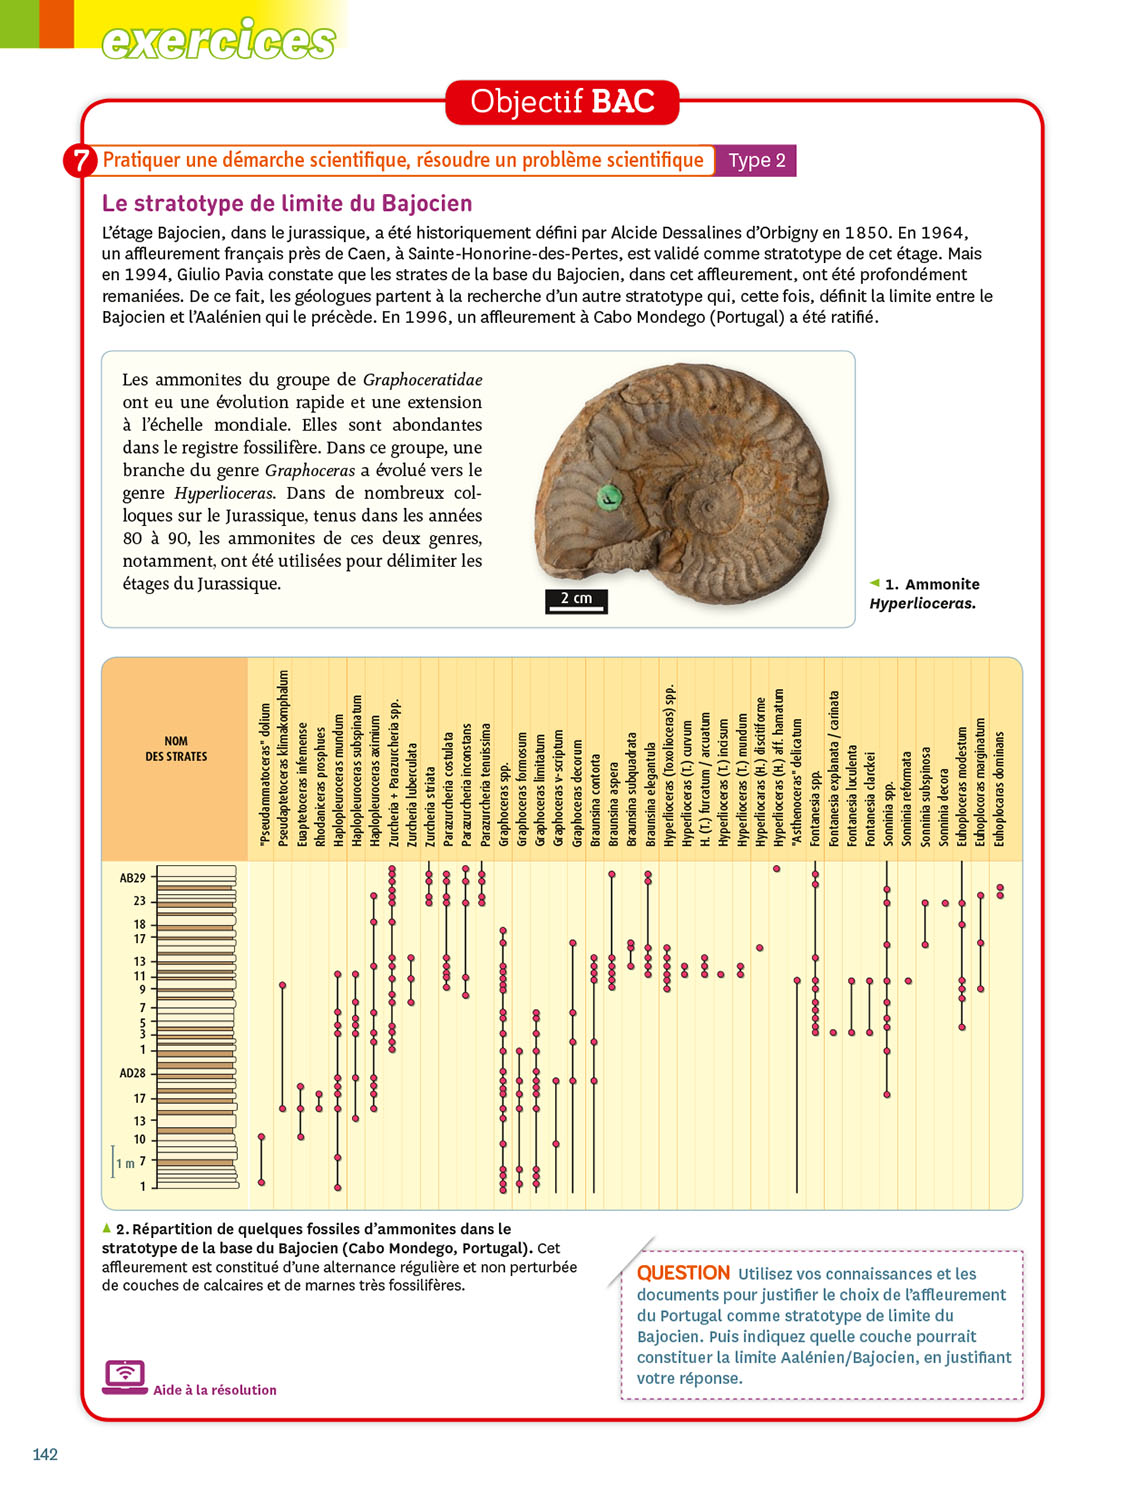 exercices
Objectif BAC
7 Pratiquer une démarche scientifique, résoudre un problème scientifique Type 2
Le stratotype de limite du Bajocien
L’étage Bajocien, dans le jurassique, a été historiquement défini par Alcide Dessalines d’Orbigny en 1850. En 1964,
un affleurement français près de Caen, à Sainte-Honorine-des-Pertes, est validé comme stratotype de cet étage. Mais
en 1994, Giulio Pavia constate que les strates de la base du Bajocien, dans cet affleurement, ont été profondément
remaniées. De ce fait, les géologues partent à la recherche d’un autre stratotype qui, cette fois, définit la limite entre le
Bajocien et l’Aalénien qui le précède. En 1996, un affleurement à Cabo Mondego (Portugal) a été ratifié.
Les ammonites du groupe de Graphoceratidae
ont eu une évolution rapide et une extension
à l’échelle mondiale. Elles sont abondantes
dans le registre fossilifère. Dans ce groupe, une
branche du genre Graphoceras a évolué vers le
genre Hyperlioceras. Dans de nombreux col-
loques sur le Jurassique, tenus dans les années
80 à 90, les ammonites de ces deux genres,
notamment, ont été utilisées pour délimiter les
étages du Jurassique.
2 cm
1. Ammonite
Hyperlioceras.
NOM
DES STRATES
"Pseudammatoceras" dolium
Pseudaptetoceras klimakomphalum
Euaptetoceras infernense
Rhodaniceras prosphues
Haplopleuroceras mundum
Haplopleuroceras subspinatum
Haplopleuroceras aximium
Zurcheria + Parazurcheria spp.
Zurcheria luberculata
Zurcheria striata
Parazurcheria costulata
Parazurcheria inconstans
Parazurcheria tenuissima
Graphoceras spp.
Graphoceras formosum
Graphoceras limitatum
Graphoceras v-scriptum
Graphoceras decorum
Braunsina contorta
Braunsina aspera
Braunsina subquadrata
Braunsina elegantula
Hyperlioceras (Toxolioceras) spp.
Hyperlioceras (T.) curvum
H. (T.) furcatum / arcuatum
Hyperlioceras (T.) incisum
Hyperlioceras (T.) mundum
Hyperliocaras (H.) disctiforme
Hyperlioceras (H.) aff. hamatum
"Asthenoceras" delicatum
Fontanesia spp.
Fontanesia explanata / carinata
Fontanesia luculenta
Fontanesia clarckei
Sonninia spp.
Sonninia reformata
Sonninia subspinosa
Sonninia decora
Euhoploceras modestum
Euhoplocoras marginatum
Euhoplocaras dominans
AB29
23
18
17
13
11
9
7
5
3
1
AD28
17
13
10
1 m 7
1
2. Répartition de quelques fossiles d’ammonites dans le
stratotype de la base du Bajocien (Cabo Mondego, Portugal). Cet
affleurement est constitué d’une alternance régulière et non perturbée
de couches de calcaires et de marnes très fossilifères.
QUESTION Utilisez vos connaissances et les
documents pour justifier le choix de l’affleurement
du Portugal comme stratotype de limite du
Bajocien. Puis indiquez quelle couche pourrait
constituer la limite Aalénien/Bajocien, en justifiant
votre réponse.
Aide à la résolution
142